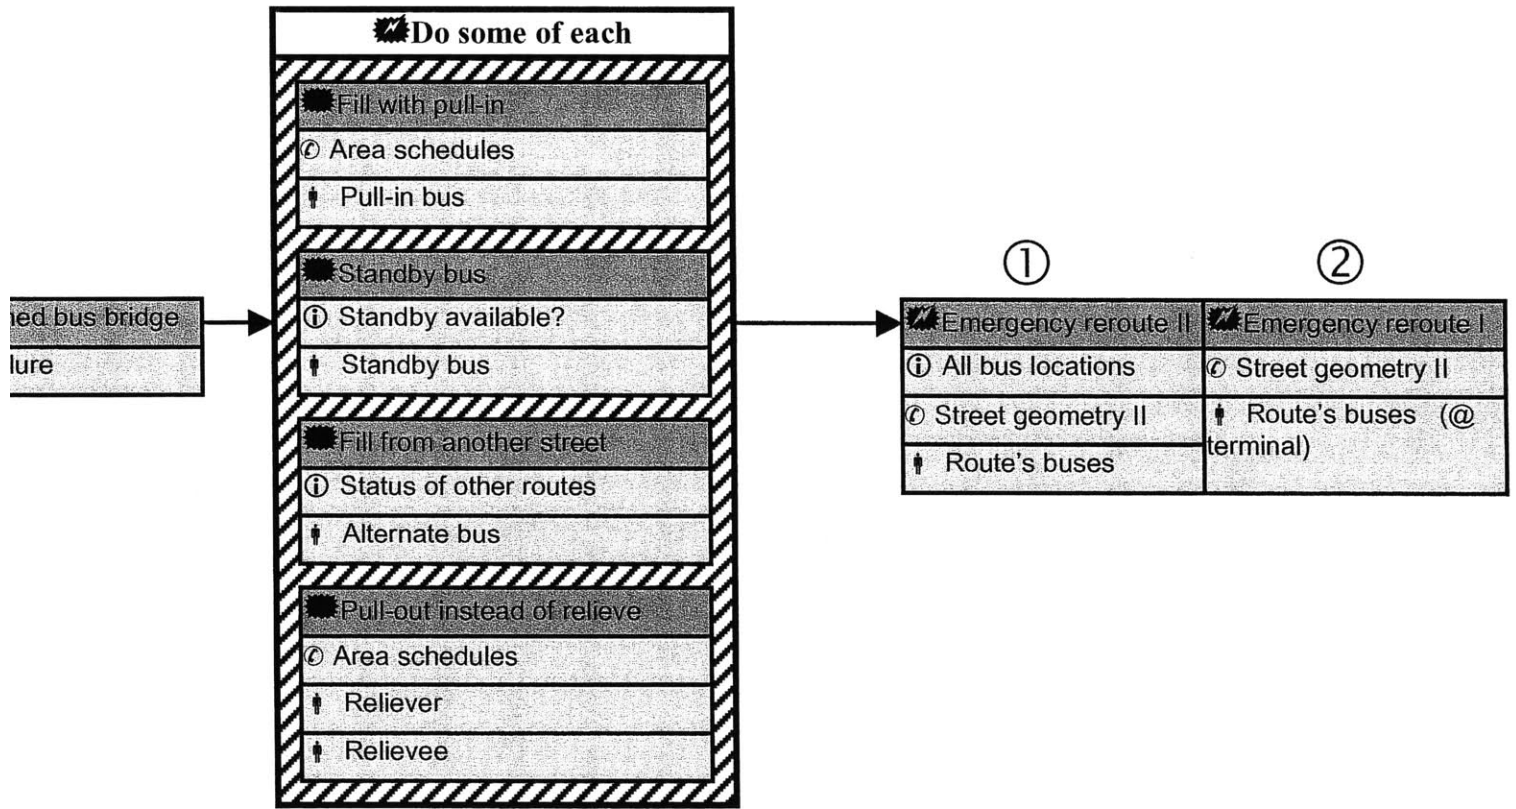 Do some of each
Fill with pull-in
✆ Area schedules
Pull-in bus
Standby bus
ⓘ Standby available?
Standby bus
Fill from another street
ⓘ Status of other routes
Alternate bus
Pull-out instead of relieve
✆ Area schedules
Reliever
Relievee
ned bus bridge
lure
①
Emergency reroute II
ⓘ All bus locations
✆ Street geometry II
Route's buses
②
Emergency reroute I
✆ Street geometry II
Route's buses (@
terminal)